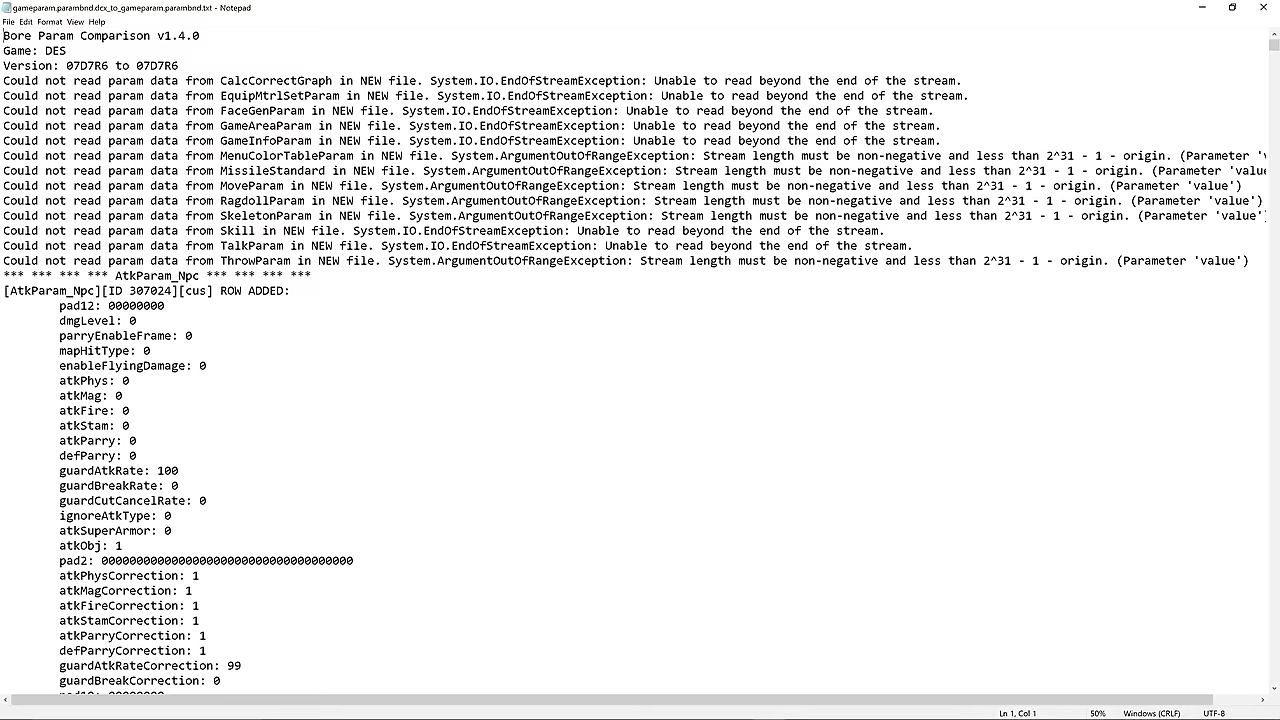 gameparam.parambnd.dcx_to_gameparam.parambnd.txt - Notepad
File Edit Format View Help
Bore Param Comparison v1.4.0
Game: DES
Version: 07D7R6 to 07D7R6
Could not read param data from CalcCorrectGraph in NEW file. System.IO.EndOfStreamException: Unable to read beyond the end of the stream.
Could not read param data from EquipMtrlSetParam in NEW file. System.IO.EndOfStreamException: Unable to read beyond the end of the stream.
Could not read param data from FaceGenParam in NEW file. System.IO.EndOfStreamException: Unable to read beyond the end of the stream.
Could not read param data from GameAreaParam in NEW file. System.IO.EndOfStreamException: Unable to read beyond the end of the stream.
Could not read param data from GameInfoParam in NEW file. System.IO.EndOfStreamException: Unable to read beyond the end of the stream.
Could not read param data from MenuColorTableParam in NEW file. System.ArgumentOutOfRangeException: Stream length must be non-negative and less than 2^31 - 1 - origin. (Parameter '
Could not read param data from MissileStandard in NEW file. System.ArgumentOutOfRangeException: Stream length must be non-negative and less than 2^31 - 1 - origin. (Parameter 'value
Could not read param data from MoveParam in NEW file. System.ArgumentOutOfRangeException: Stream length must be non-negative and less than 2^31 - 1 - origin. (Parameter 'value')
Could not read param data from RagdollParam in NEW file. System.ArgumentOutOfRangeException: Stream length must be non-negative and less than 2^31 - 1 - origin. (Parameter 'value')
Could not read param data from SkeletonParam in NEW file. System.ArgumentOutOfRangeException: Stream length must be non-negative and less than 2^31 - 1 - origin. (Parameter 'value'
Could not read param data from Skill in NEW file. System.IO.EndOfStreamException: Unable to read beyond the end of the stream.
Could not read param data from TalkParam in NEW file. System.IO.EndOfStreamException: Unable to read beyond the end of the stream.
Could not read param data from ThrowParam in NEW file. System.ArgumentOutOfRangeException: Stream length must be non-negative and less than 2^31 - 1 - origin. (Parameter 'value')
*** *** *** *** AtkParam_Npc *** *** *** ***
[AtkParam_Npc][ID 307024][cus] ROW ADDED:
pad12: 00000000
dmgLevel: 0
parryEnableFrame: 0
mapHitType: 0
enableFlyingDamage: 0
atkPhys: 0
atkMag: 0
atkFire: 0
atkStam: 0
atkParry: 0
defParry: 0
guardAtkRate: 100
guardBreakRate: 0
guardCutCancelRate: 0
ignoreAtkType: 0
atkSuperArmor: 0
atkObj: 1
pad2: 000000000000000000000000000000000000
atkPhysCorrection: 1
atkMagCorrection: 1
atkFireCorrection: 1
atkStamCorrection: 1
atkParryCorrection: 1
defParryCorrection: 1
guardAtkRateCorrection: 99
guardBreakCorrection: 0
Ln 1, Col 1 50% Windows (CRLF) UTF-8